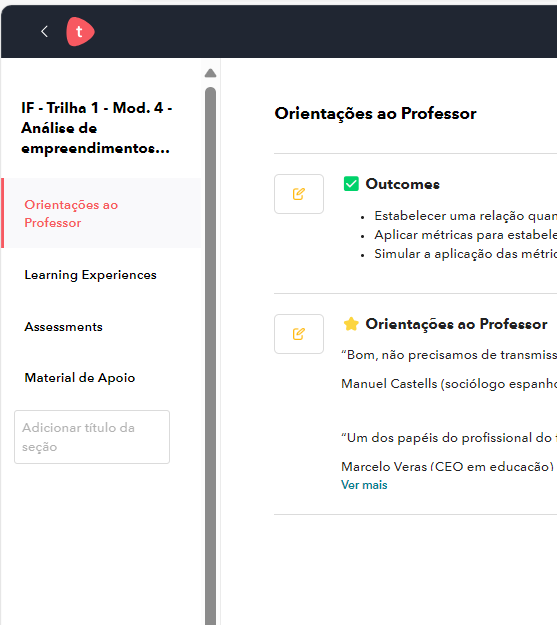 t
IF - Trilha 1 - Mod. 4 -
Análise de
empreendimentos...
Orientações ao
Professor
Learning Experiences
Assessments
Material de Apoio
Adicionar título da
seção
Orientações ao Professor
Outcomes
Estabelecer uma relação quan
Aplicar métricas para estabele
Simular a aplicação das métric
Orientações ao Professor
“Bom, não precisamos de transmiss
Manuel Castells (sociólogo espanho
“Um dos papéis do profissional do
Marcelo Veras (CEO em educação)
Ver mais